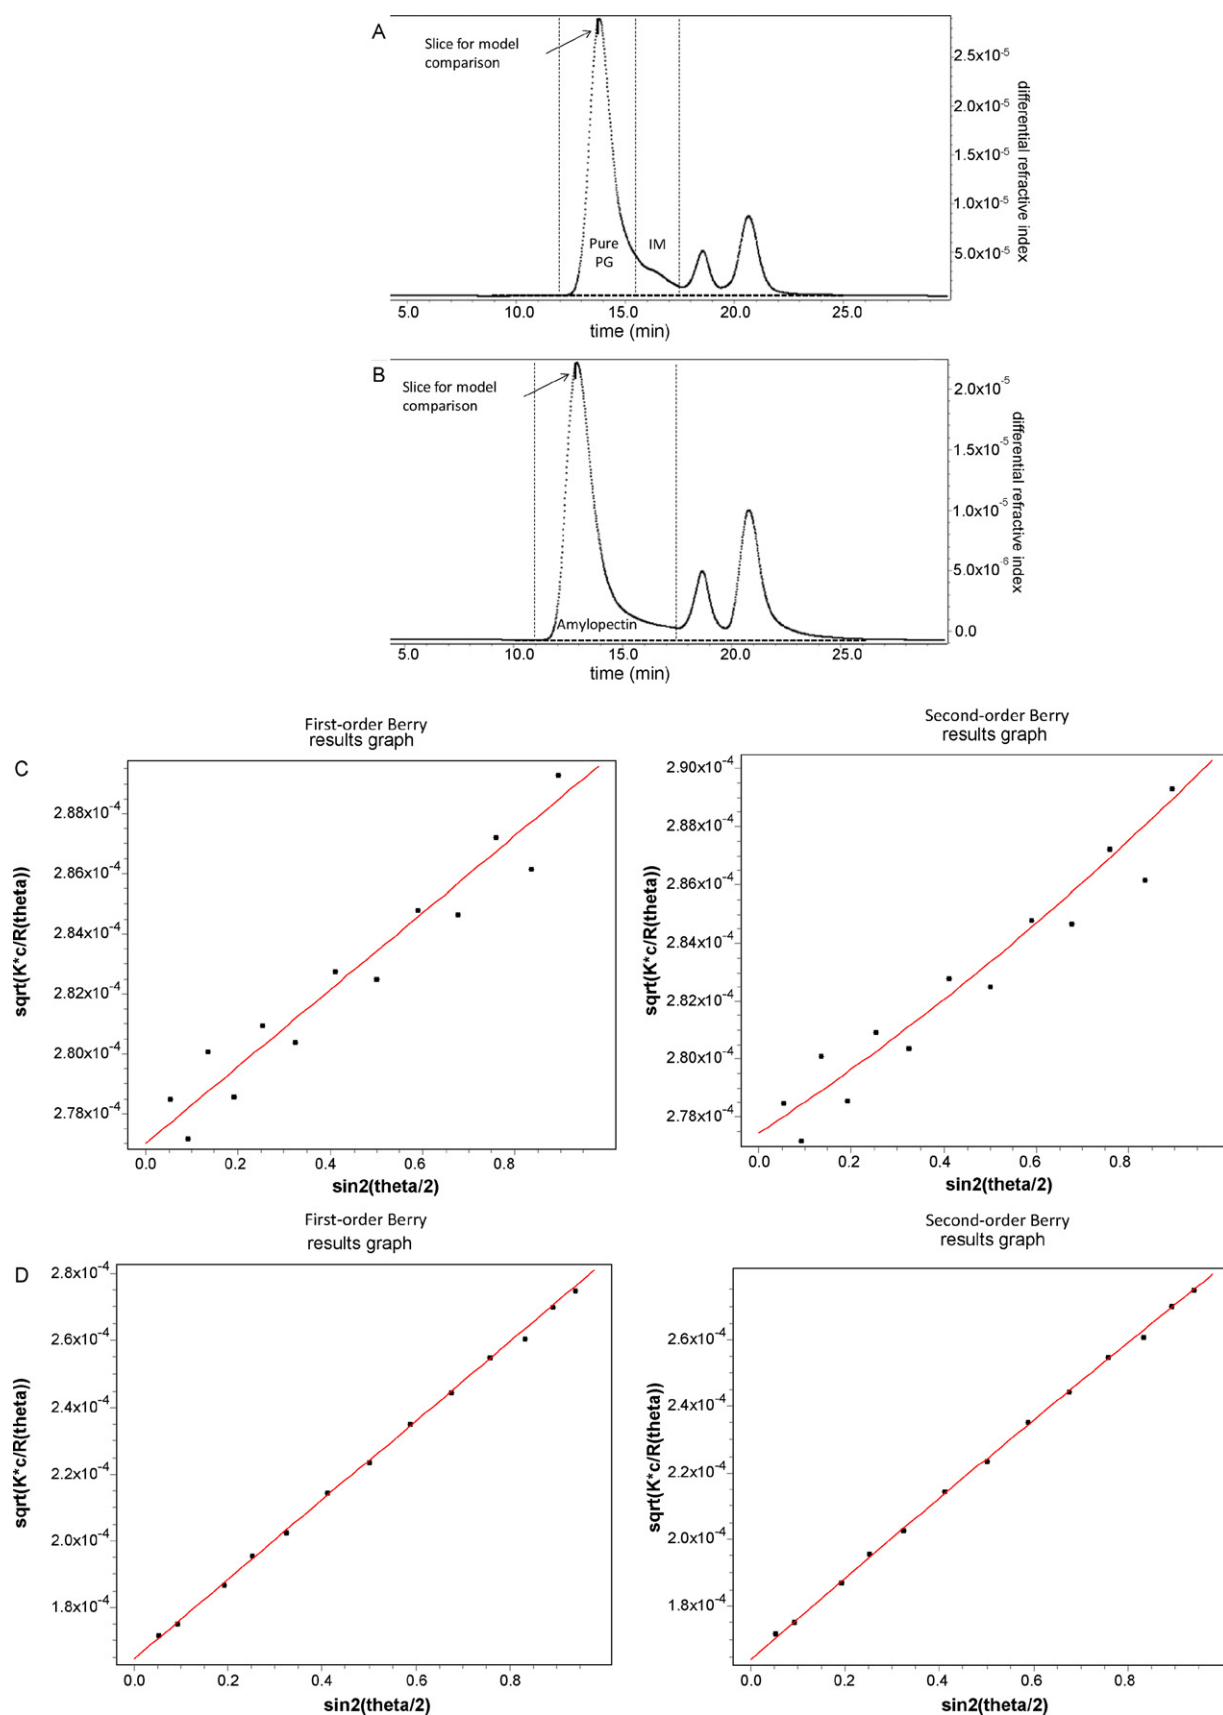 A
Slice for model
comparison
Pure
PG
IM
2.5x10-5
2.0x10-5
1.5x10-5
1.0x10-5
5.0x10-5
differential refractive index
5.0 10.0 15.0 20.0 25.0
time (min)
B
Slice for model
comparison
Amylopectin
2.0x10-5
1.5x10-5
1.0x10-5
5.0x10-6
0.0
differential refractive index
5.0 10.0 15.0 20.0 25.0
time (min)
C
First-order Berry
results graph
2.88x10-4
2.86x10-4
2.84x10-4
2.82x10-4
2.80x10-4
2.78x10-4
sqrt(K*c/R(theta))
0.0 0.2 0.4 0.6 0.8
sin2(theta/2)
Second-order Berry
results graph
2.90x10-4
2.88x10-4
2.86x10-4
2.84x10-4
2.82x10-4
2.80x10-4
2.78x10-4
sqrt(K*c/R(theta))
0.0 0.2 0.4 0.6 0.8
sin2(theta/2)
D
First-order Berry
results graph
2.8x10-4
2.6x10-4
2.4x10-4
2.2x10-4
2.0x10-4
1.8x10-4
sqrt(K*c/R(theta))
0.0 0.2 0.4 0.6 0.8
sin2(theta/2)
Second-order Berry
results graph
2.6x10-4
2.4x10-4
2.2x10-4
2.0x10-4
1.8x10-4
sqrt(K*c/R(theta))
0.0 0.2 0.4 0.6 0.8
sin2(theta/2)